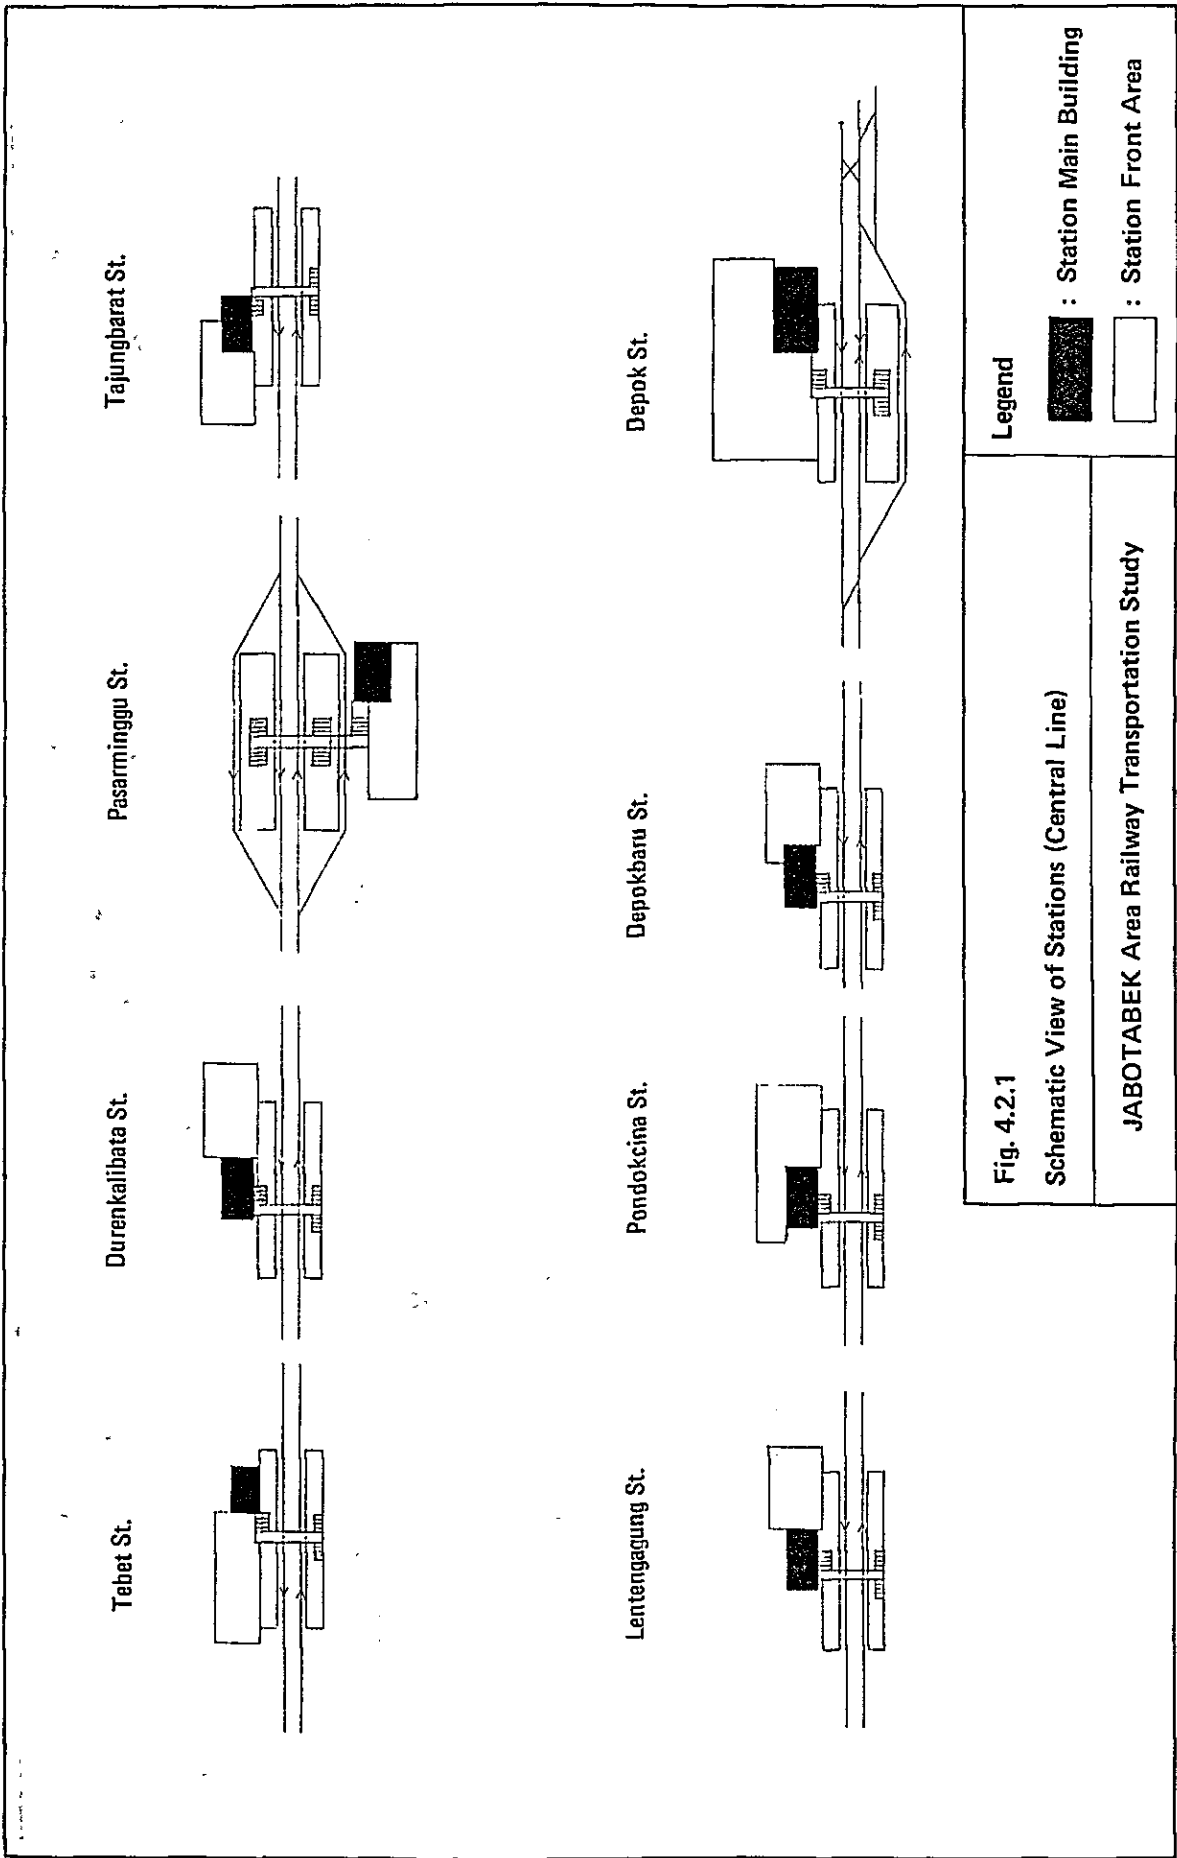 Tebet St.
Durenkalibata St.
Pasarminggu St.
Tajungbarat St.
Lentengagung St.
Pondokcina St.
Depokbaru St.
Depok St.
Fig. 4.2.1
Schematic View of Stations (Central Line)
JABOTABEK Area Railway Transportation Study
Legend
: Station Main Building
: Station Front Area